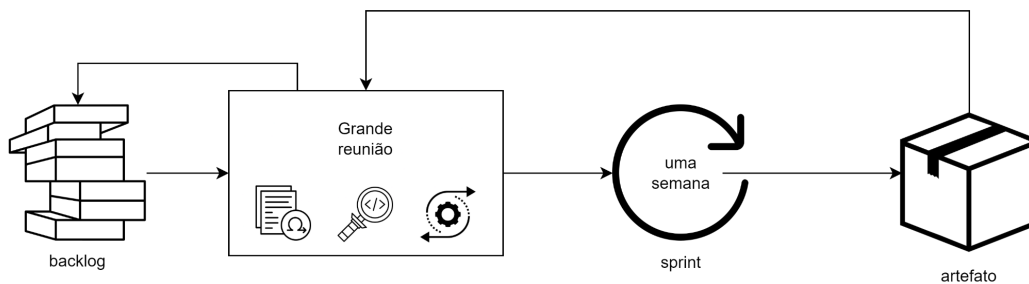 Grande
reunião
uma
semana
backlog
sprint
artefato